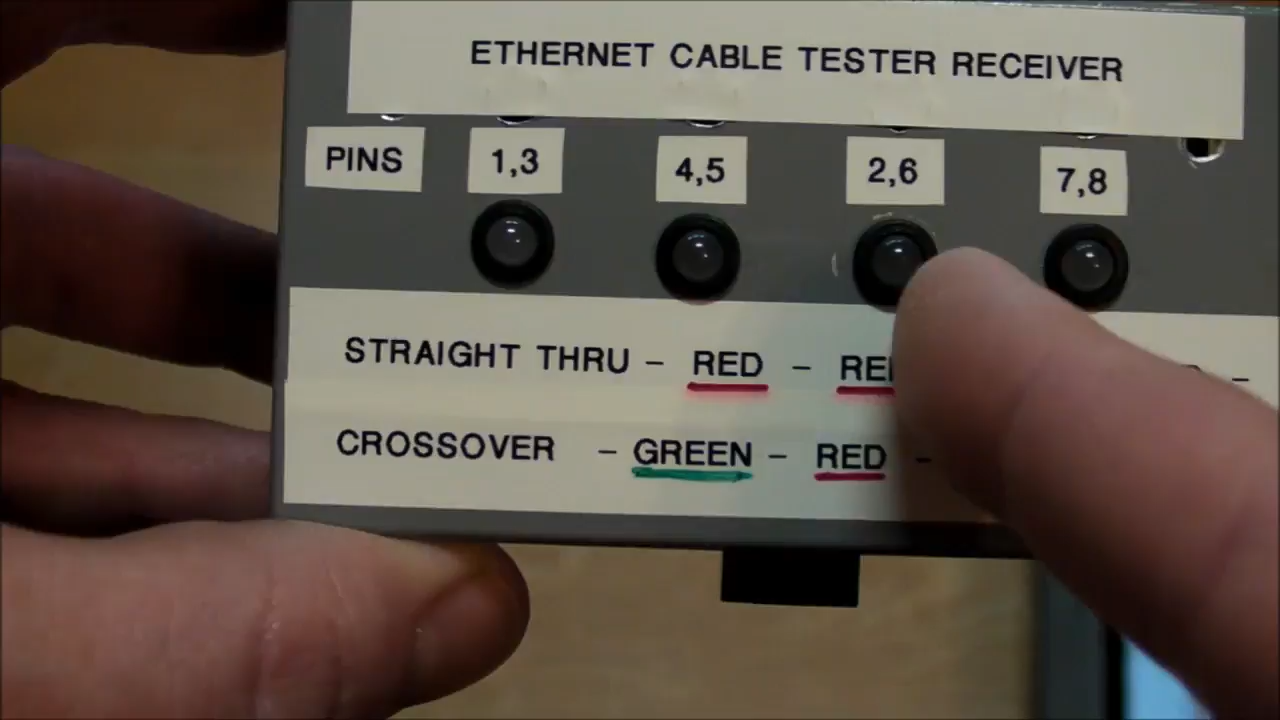 ETHERNET CABLE TESTER RECEIVER
PINS 1,3 4,5 2,6 7,8
STRAIGHT THRU - RED -
CROSSOVER - GREEN - RED -